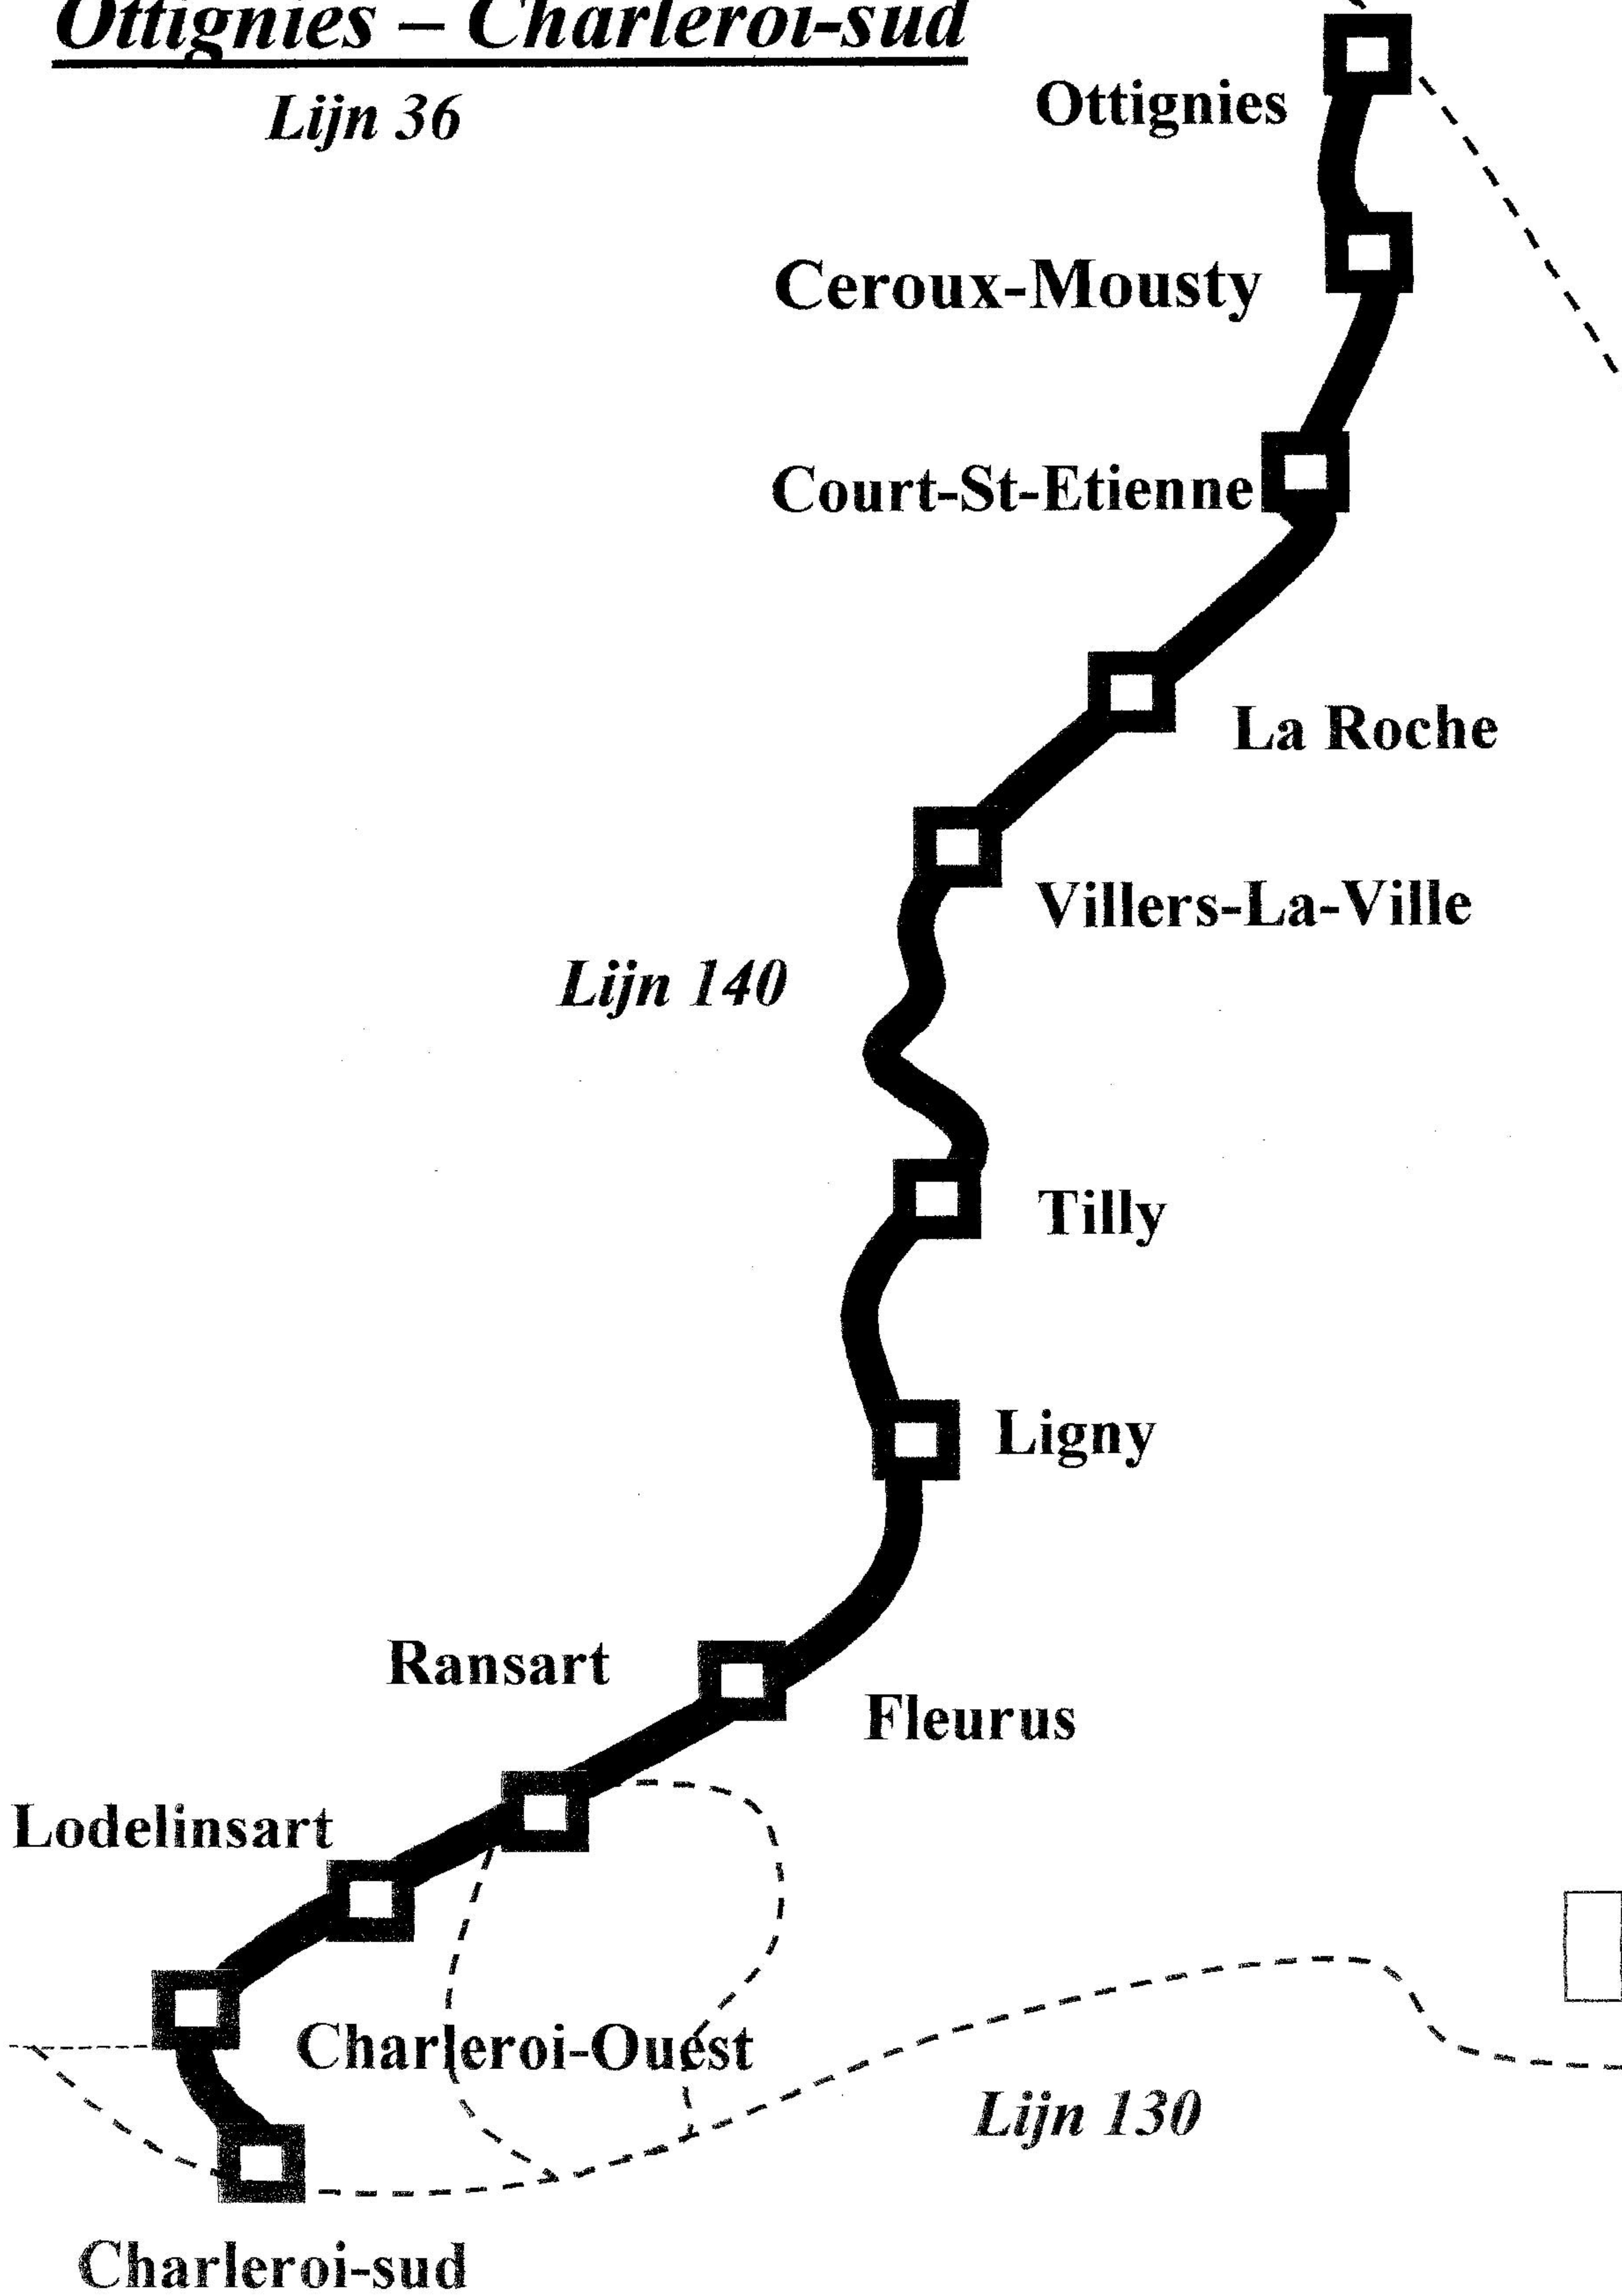 Ottignies – Charleroi-sud
Lijn 36
Ottignies
Ceroux-Mousty
Court-St-Etienne
La Roche
Villers-La-Ville
Lijn 140
Tilly
Ligny
Ransart
Fleurus
Lodelinsart
Charleroi-Ouest
Lijn 130
Charleroi-sud